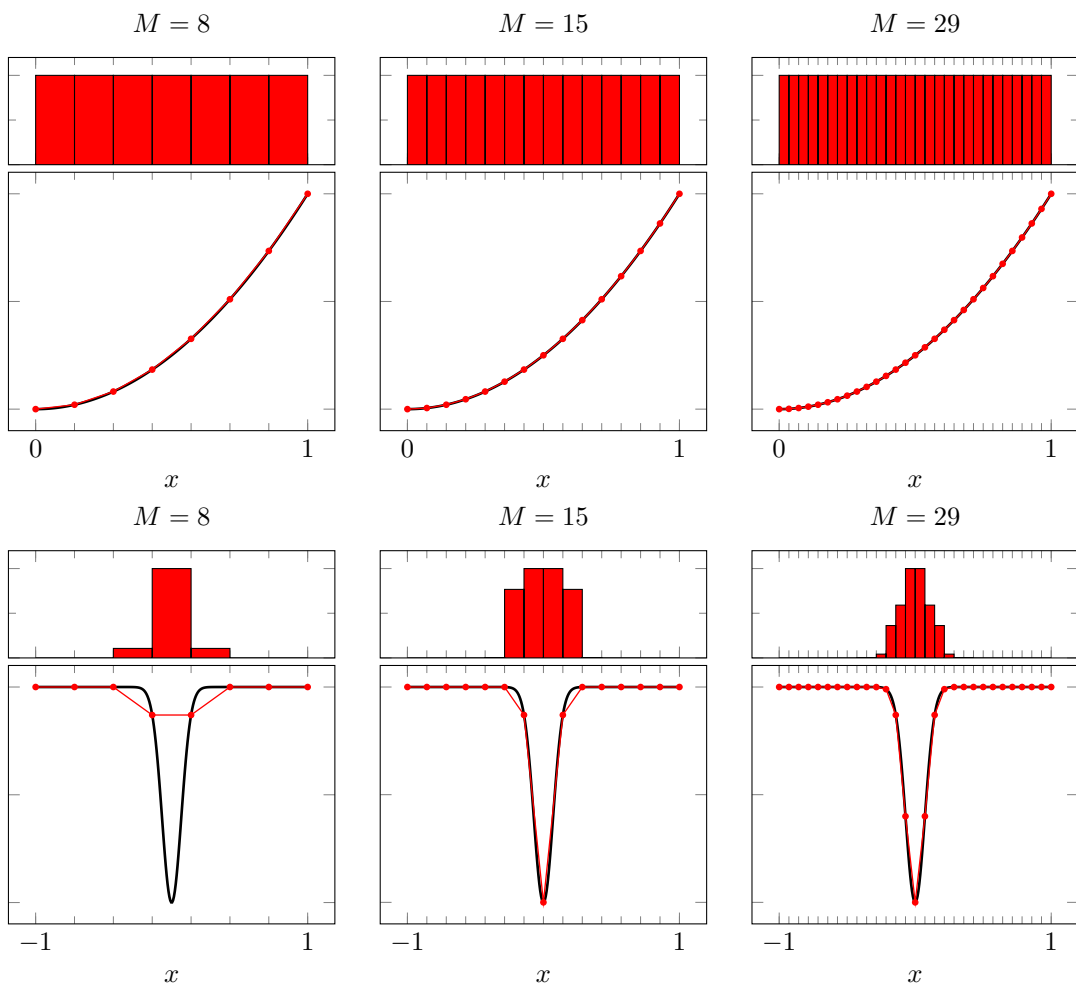 M = 8 M = 15 M = 29
0 1 0 1 0 1
x x x
M = 8 M = 15 M = 29
−1 1 −1 1 −1 1
x x x